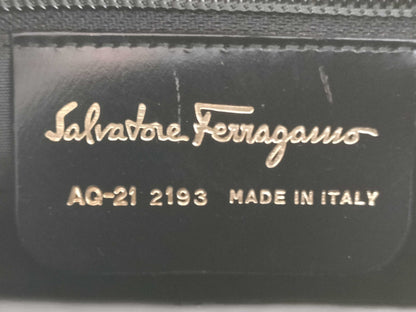 Salvatore Ferragamo
AQ-21 2193 MADE IN ITALY